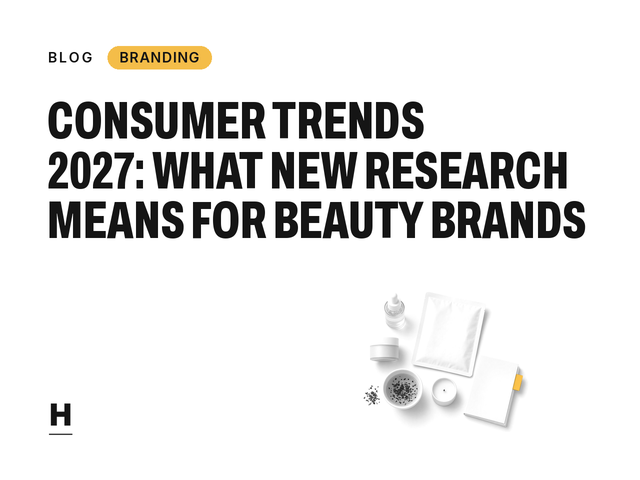 BLOG BRANDING
CONSUMER TRENDS
2027: WHAT NEW RESEARCH
MEANS FOR BEAUTY BRANDS
H